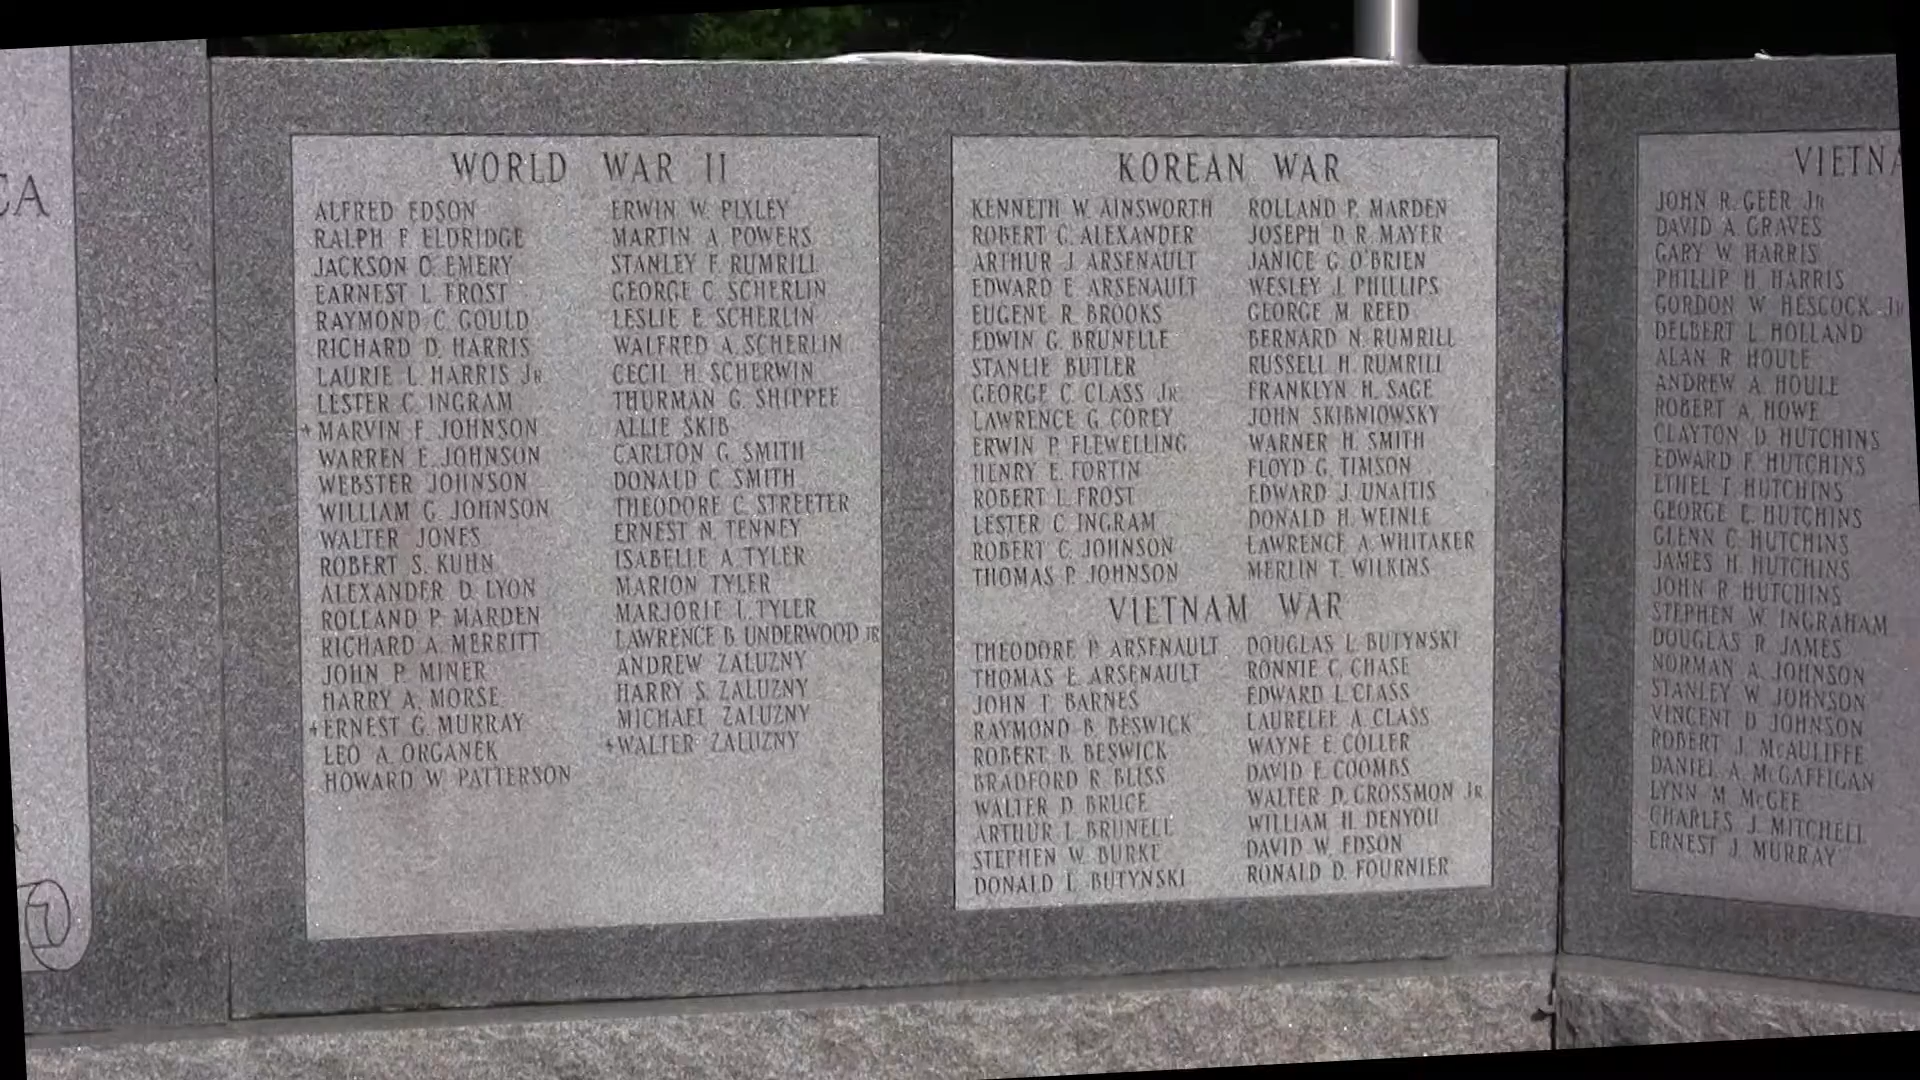 CA
WORLD WAR II
ALFRED EDSON
RALPH F. ELDRIDGE
JACKSON O. EMERY
EARNEST L. FROST
RAYMOND C. GOULD
RICHARD D. HARRIS
LAURIE L. HARRIS JR
LESTER C. INGRAM
MARVIN F. JOHNSON
WARREN E. JOHNSON
WEBSTER JOHNSON
WILLIAM G. JOHNSON
WALTER JONES
ROBERT S. KUHN
ALEXANDER D. LYON
ROLLAND P. MARDEN
RICHARD A. MERRITT
JOHN P. MINER
HARRY A. MORSE
ERNEST G. MURRAY
LEO A. ORGANEK
HOWARD W. PATTERSON
ERWIN W. PIXLEY
MARTIN A. POWERS
STANLEY F. RUMRILL
GEORGE C. SCHERLIN
LESLIE E. SCHERLIN
WALFRED A. SCHERLIN
CECIL H. SCHERWIN
THURMAN G. SHIPPEE
ALLIE SKIB
CARLTON G. SMITH
DONALD C. SMITH
THEODORE C. STREETER
ERNEST N. TENNEY
ISABELLE A. TYLER
MARION TYLER
MARJORIE L. TYLER
LAWRENCE B. UNDERWOOD JR
ANDREW ZALUZNY
HARRY S. ZALUZNY
MICHAEL ZALUZNY
WALTER ZALUZNY
KOREAN WAR
KENNETH W. AINSWORTH
ROBERT G. ALEXANDER
ARTHUR J. ARSENAULT
EDWARD E. ARSENAULT
EUGENE R. BROOKS
EDWIN G. BRUNELLE
STANLIE BUTLER
GEORGE C. CLASS JR
LAWRENCE G. COREY
ERWIN P. FLEWELLING
HENRY E. FORTIN
ROBERT L. FROST
LESTER C. INGRAM
ROBERT C. JOHNSON
THOMAS P. JOHNSON
ROLLAND P. MARDEN
JOSEPH D. R. MAYER
JANICE G. O'BRIEN
WESLEY J. PHILLIPS
GEORGE M. REED
BERNARD N. RUMRILL
RUSSELL H. RUMRILL
FRANKLYN H. SAGE
JOHN SKIBNIOWSKY
WARNER H. SMITH
FLOYD G. TIMSON
EDWARD J. UNAITIS
DONALD H. WEINLE
LAWRENCE A. WHITAKER
MERLIN T. WILKINS
VIETNAM WAR
THEODORE P. ARSENAULT
THOMAS E. ARSENAULT
JOHN T. BARNES
RAYMOND B. BESWICK
ROBERT B. BESWICK
BRADFORD R. BLISS
WALTER D. BRUCE
ARTHUR L. BRUNELL
STEPHEN W. BURKE
DONALD L. BUTYNSKI
DOUGLAS L. BUTYNSKI
RONNIE C. CHASE
EDWARD L. CLASS
LAURELEE A. CLASS
WAYNE E. COLLER
DAVID E. COOMBS
WALTER D. CROSSMON JR
WILLIAM H. DENYOU
DAVID W. EDSON
RONALD D. FOURNIER
VIETNA
JOHN R. GEER JR
DAVID A. GRAVES
GARY W. HARRIS
PHILLIP H. HARRIS
GORDON W. HESCOCK JR
DELBERT L. HOLLAND
ALAN R. HOULE
ANDREW A. HOULE
ROBERT A. HOWE
CLAYTON D. HUTCHINS
EDWARD F. HUTCHINS
ETHEL T. HUTCHINS
GEORGE E. HUTCHINS
GLENN C. HUTCHINS
JAMES H. HUTCHINS
JOHN R. HUTCHINS
STEPHEN W. INGRAHAM
DOUGLAS R. JAMES
NORMAN A. JOHNSON
STANLEY W. JOHNSON
VINCENT D. JOHNSON
ROBERT J. MCAULIFFE
DANIEL A. MCGAFFIGAN
LYNN M. MCGEE
CHARLES J. MITCHELL
ERNEST J. MURRAY